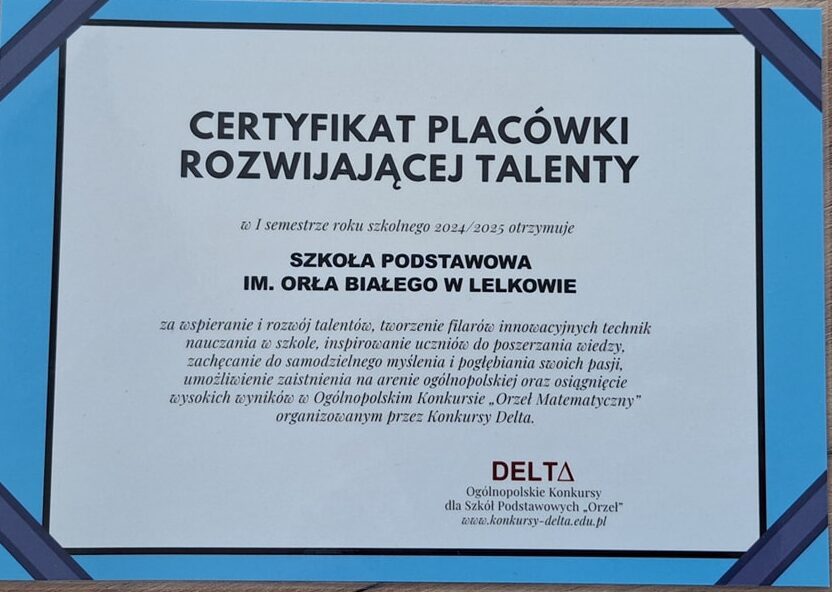 CERTYFIKAT PLACÓWKI
ROZWIJAJĄCEJ TALENTY
w I semestrze roku szkolnego 2024/2025 otrzymuje
SZKOŁA PODSTAWOWA
IM. ORŁA BIAŁEGO W LELKOWIE
za wspieranie i rozwój talentów, tworzenie filarów innowacyjnych technik
nauczania w szkole, inspirowanie uczniów do poszerzania wiedzy,
zachęcanie do samodzielnego myślenia i pogłębiania swoich pasji,
umożliwienie zaistnienia na arenie ogólnopolskiej oraz osiągnięcie
wysokich wyników w Ogólnopolskim Konkursie „Orzeł Matematyczny”
organizowanym przez Konkursy Delta.
DELT∆
Ogólnopolskie Konkursy
dla Szkół Podstawowych „Orzeł”
www.konkursy-delta.edu.pl